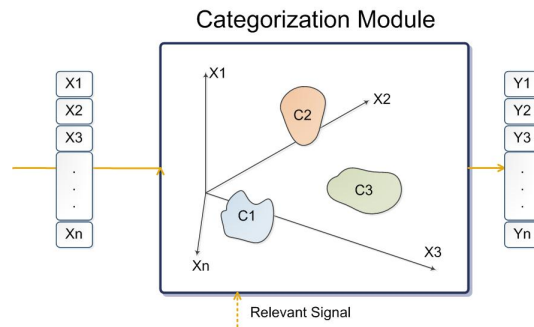 Categorization Module
X1
X2
X3
.
.
.
Xn
X1
X2
X3
Xn
C1
C2
C3
Y1
Y2
Y3
.
.
.
Yn
Relevant Signal